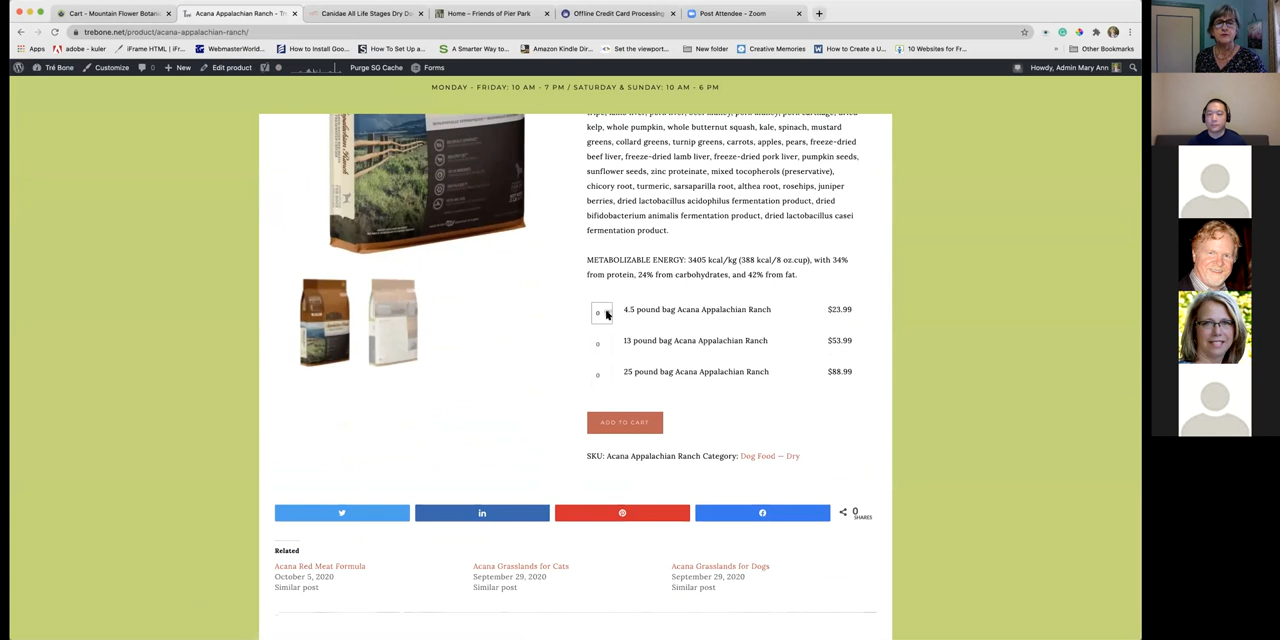 Cart - Mountain Flower Botan
Acana Appalachian Ranch - Tr
Canidae All Life Stages Dry Do
Home – Friends of Pier Park
Offline Credit Card Processing
Post Attendee - Zoom
trebone.net/product/acana-appalachian-ranch/
Apps
adobe - kuler
iFrame HTML | iFr...
WebmasterWorld...
How to Install Goo...
How To Set up a...
A Smarter Way to...
Amazon Kindle Dir...
Set the viewport...
New folder
Creative Memories
How to Create a U...
10 Websites for Fr...
»
Other Bookmarks
Tré Bone
Customize
0
New
Edit product
Purge SG Cache
Forms
Howdy, Admin Mary Ann
MONDAY - FRIDAY: 10 AM - 7 PM / SATURDAY & SUNDAY: 10 AM - 6 PM
kelp, whole pumpkin, whole butternut squash, kale, spinach, mustard
greens, collard greens, turnip greens, carrots, apples, pears, freeze-dried
beef liver, freeze-dried lamb liver, freeze-dried pork liver, pumpkin seeds,
sunflower seeds, zinc proteinate, mixed tocopherols (preservative),
chicory root, turmeric, sarsaparilla root, althea root, rosehips, juniper
berries, dried lactobacillus acidophilus fermentation product, dried
bifidobacterium animalis fermentation product, dried lactobacillus casei
fermentation product.
METABOLIZABLE ENERGY: 3405 kcal/kg (388 kcal/8 oz.cup), with 34%
from protein, 24% from carbohydrates, and 42% from fat.
0 4.5 pound bag Acana Appalachian Ranch $23.99
0 13 pound bag Acana Appalachian Ranch $53.99
0 25 pound bag Acana Appalachian Ranch $88.99
ADD TO CART
SKU: Acana Appalachian Ranch Category: Dog Food — Dry
0
SHARES
Related
Acana Red Meat Formula
October 5, 2020
Similar post
Acana Grasslands for Cats
September 29, 2020
Similar post
Acana Grasslands for Dogs
September 29, 2020
Similar post